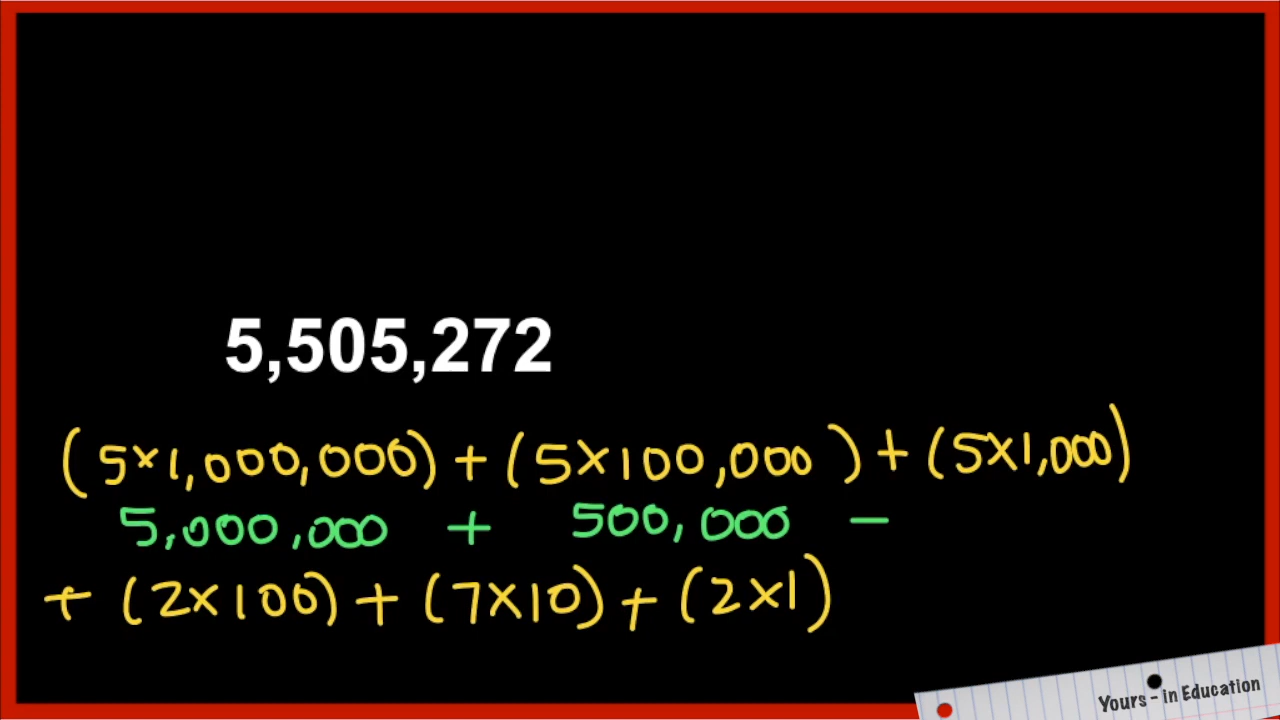 5,505,272
(5×1,000,000) + (5×100,000) + (5×1,000)
5,000,000 + 500,000 −
+ (2×100) + (7×10) + (2×1)
Yours - in Education